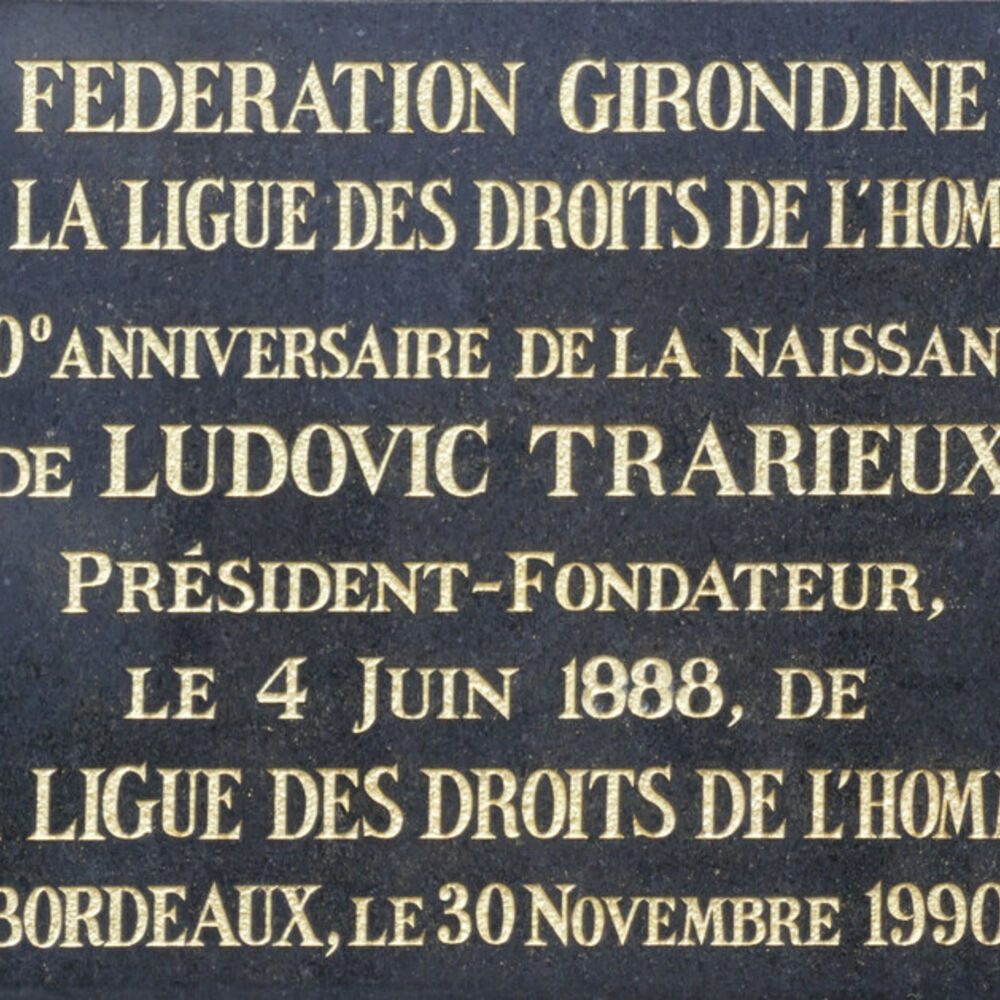 FEDERATION GIRONDINE
LA LIGUE DES DROITS DE L'HOM
0° ANNIVERSAIRE DE LA NAISSAN
DE LUDOVIC TRARIEUX
PRÉSIDENT-FONDATEUR,
LE 4 JUIN 1888, DE
LIGUE DES DROITS DE L'HOM
BORDEAUX, LE 30 NOVEMBRE 1990